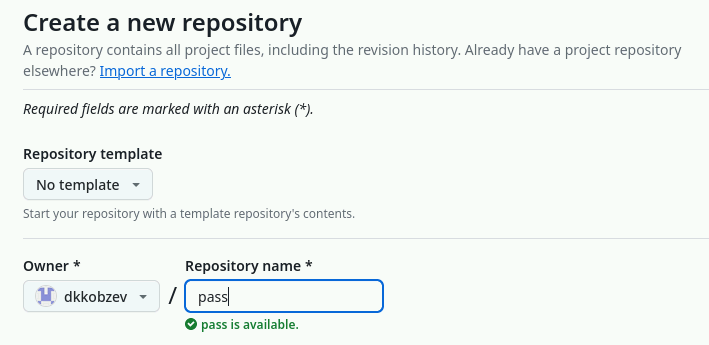 Create a new repository
A repository contains all project files, including the revision history. Already have a project repository
elsewhere? Import a repository.
Required fields are marked with an asterisk (*).
Repository template
No template
Start your repository with a template repository's contents.
Owner * Repository name *
dkkobzev / pass
pass is available.